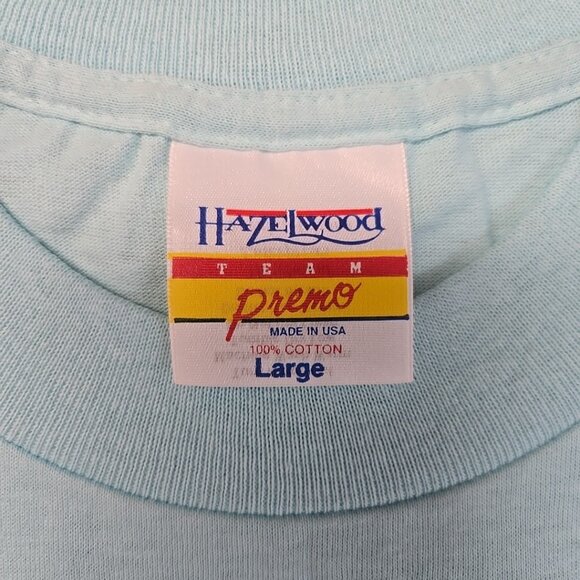 HAZELWOOD
TEAM
Premo
MADE IN USA
100% COTTON
Large